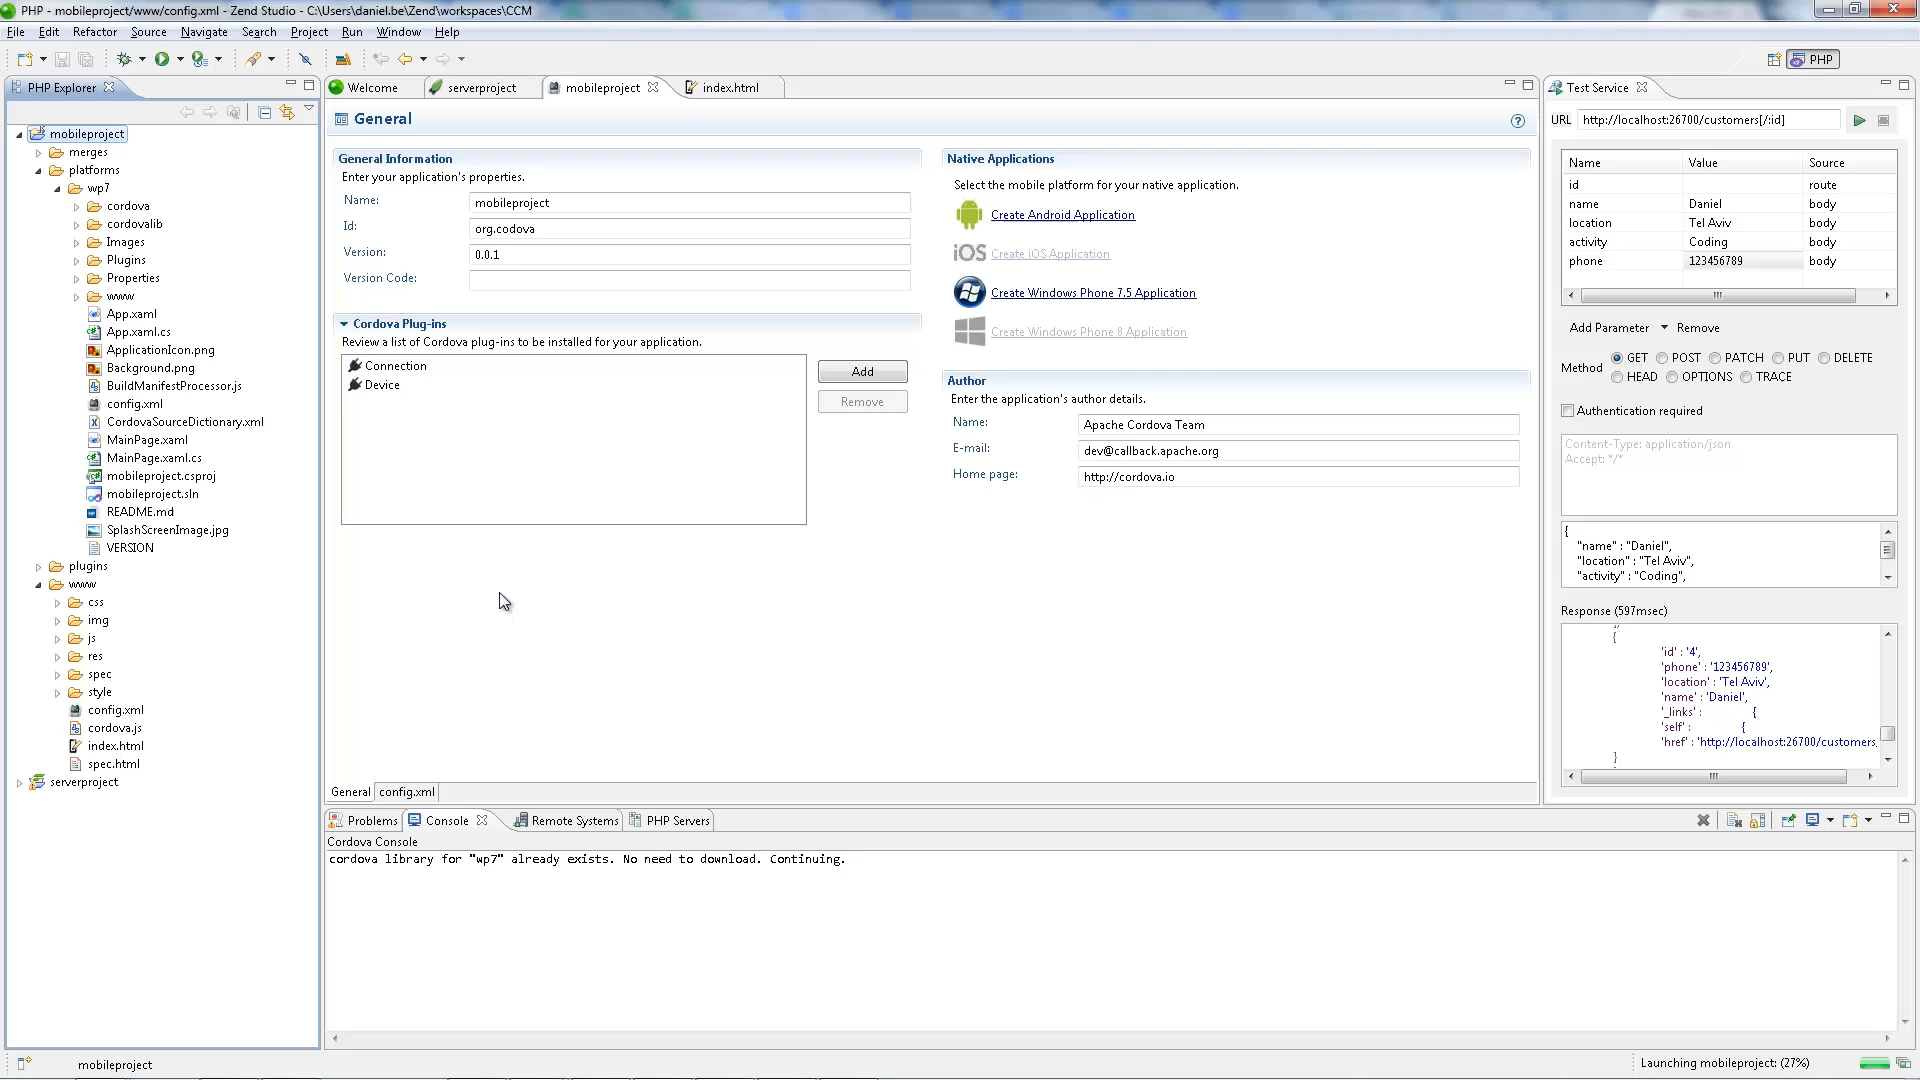 PHP - mobileproject/www/config.xml - Zend Studio - C:\Users\daniel.be\Zend\workspaces\CCM
File Edit Refactor Source Navigate Search Project Run Window Help
PHP
PHP Explorer
mobileproject
merges
platforms
wp7
cordova
cordovalib
Images
Plugins
Properties
www
App.xaml
App.xaml.cs
ApplicationIcon.png
Background.png
BuildManifestProcessor.js
config.xml
CordovaSourceDictionary.xml
MainPage.xaml
MainPage.xaml.cs
mobileproject.csproj
mobileproject.sln
README.md
SplashScreenImage.jpg
VERSION
plugins
www
css
img
js
res
spec
style
config.xml
cordova.js
index.html
spec.html
serverproject
Welcome serverproject mobileproject index.html
General
General Information
Enter your application's properties.
Name: mobileproject
Id: org.codova
Version: 0.0.1
Version Code:
Cordova Plug-ins
Review a list of Cordova plug-ins to be installed for your application.
Connection
Device
Add
Remove
Native Applications
Select the mobile platform for your native application.
Create Android Application
iOS Create iOS Application
Create Windows Phone 7.5 Application
Create Windows Phone 8 Application
Author
Enter the application's author details.
Name: Apache Cordova Team
E-mail: dev@callback.apache.org
Home page: http://cordova.io
General config.xml
Test Service
URL http://localhost:26700/customers[/:id]
Name Value Source
id route
name Daniel body
location Tel Aviv body
activity Coding body
phone 123456789 body
Add Parameter Remove
Method GET POST PATCH PUT DELETE
HEAD OPTIONS TRACE
Authentication required
Content-Type: application/json
Accept: */*
{
"name" : "Daniel",
"location" : "Tel Aviv",
"activity" : "Coding",
Response (597msec)
{
'id' : '4',
'phone' : '123456789',
'location' : 'Tel Aviv',
'name' : 'Daniel',
'_links' : {
'self' : {
'href' : 'http://localhost:26700/customers,
}
Problems Console Remote Systems PHP Servers
Cordova Console
cordova library for "wp7" already exists. No need to download. Continuing.
mobileproject
Launching mobileproject: (27%)